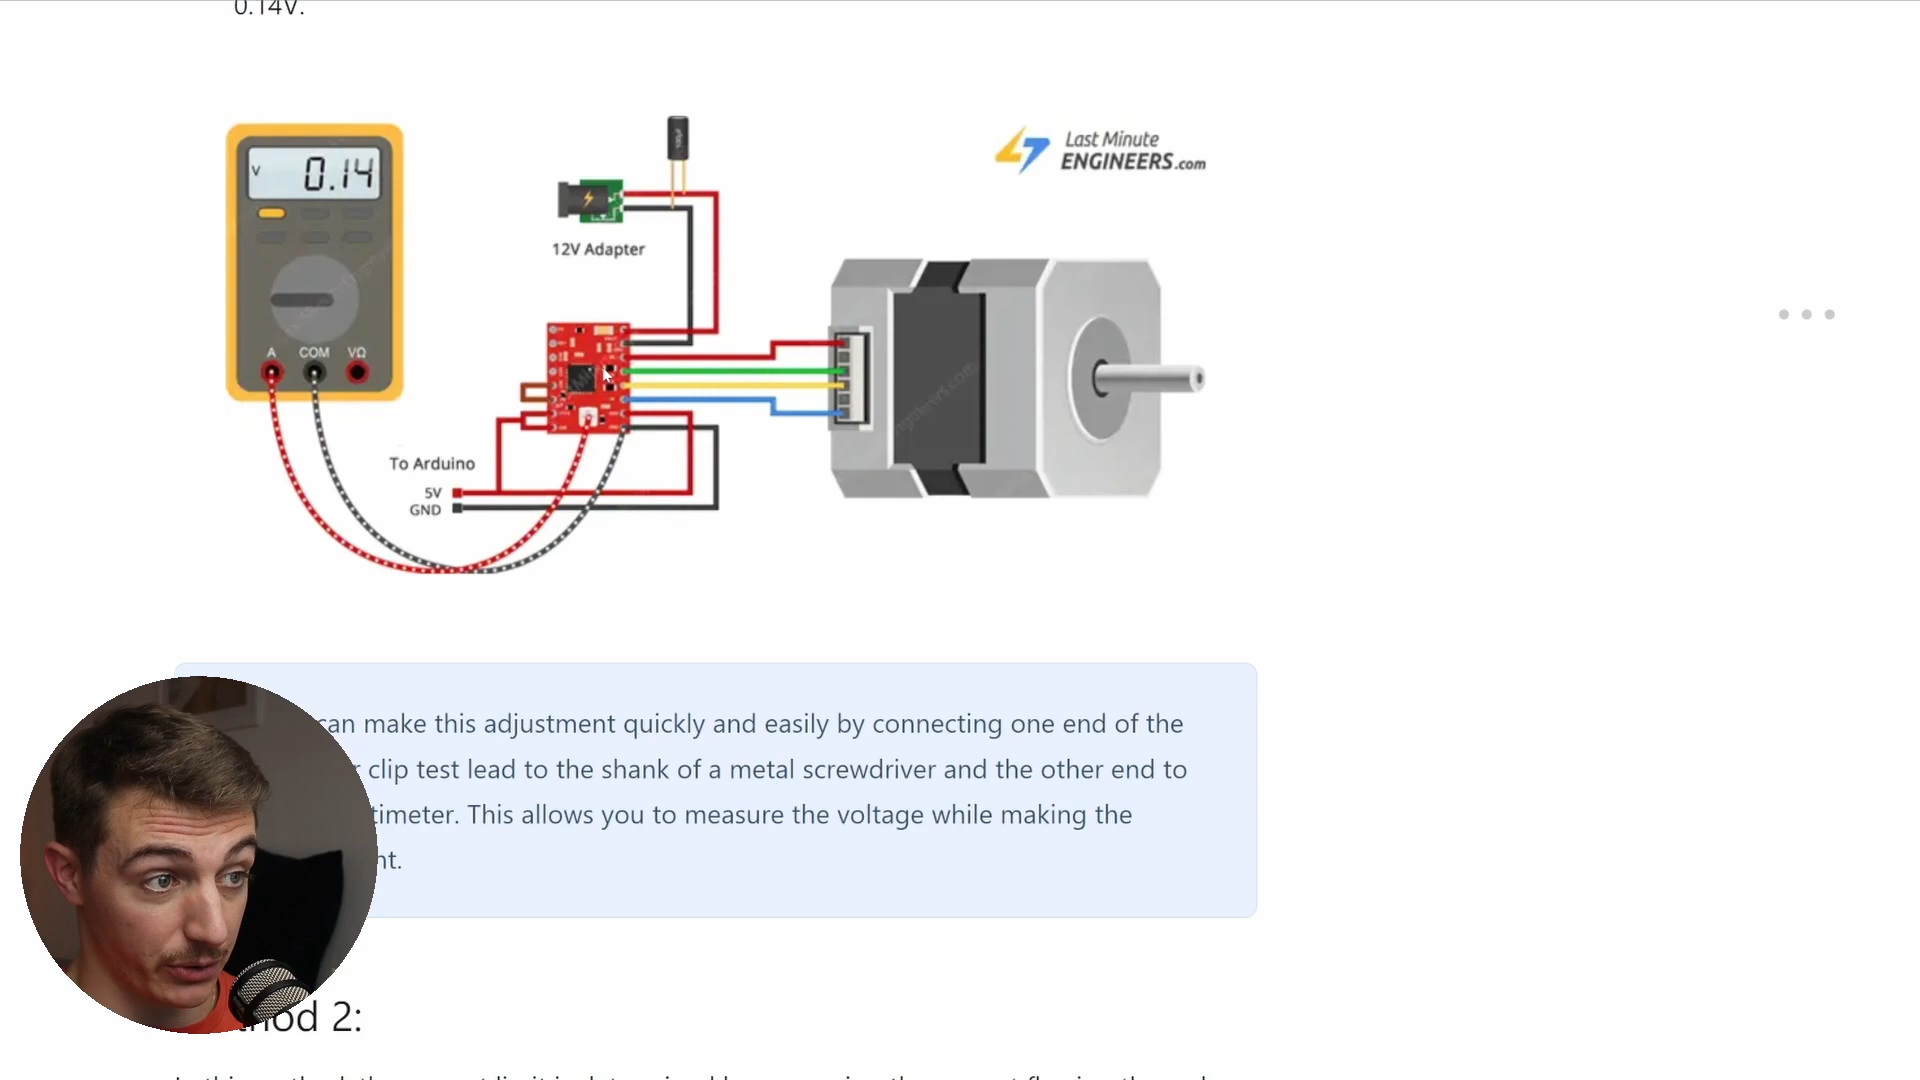 0.14V.
Last Minute
ENGINEERS.com
V 0.14
12V Adapter
A COM VΩ
To Arduino
5V
GND
can make this adjustment quickly and easily by connecting one end of the
clip test lead to the shank of a metal screwdriver and the other end to
timeter. This allows you to measure the voltage while making the
nt.
hod 2: